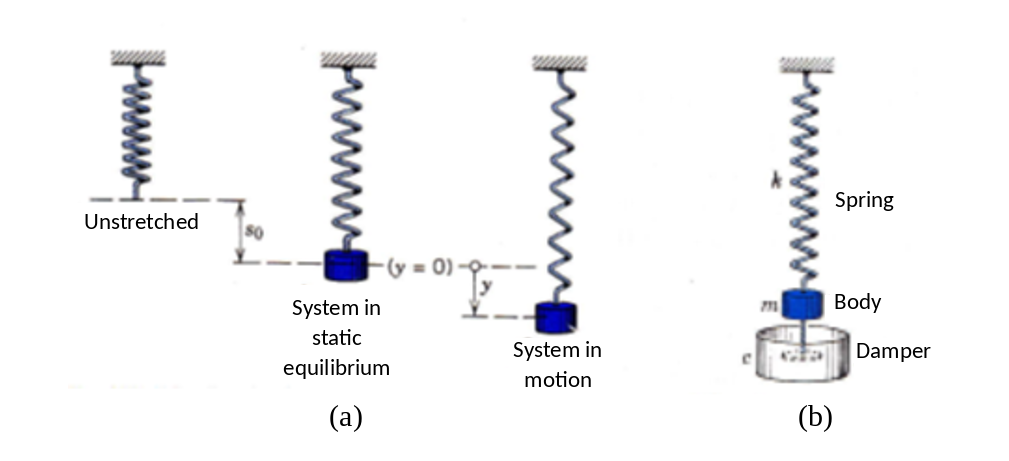 k
Unstretched
Spring
s0
(y = 0)
y
System in
static
equilibrium
m
Body
System in
motion
c
Damper
(a)
(b)